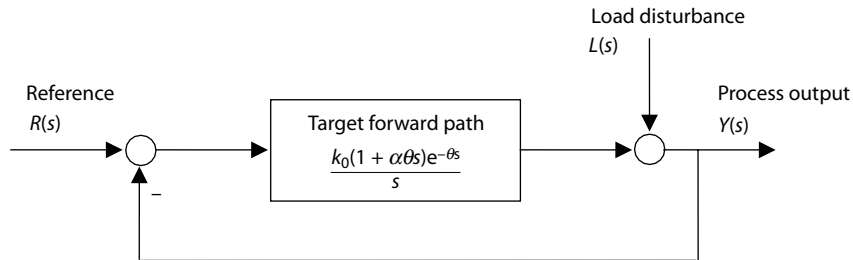 Load disturbance
L(s)
Reference
R(s)
Process output
Y(s)
Target forward path
k₀(1 + αθs)e^{−θs}
s
−